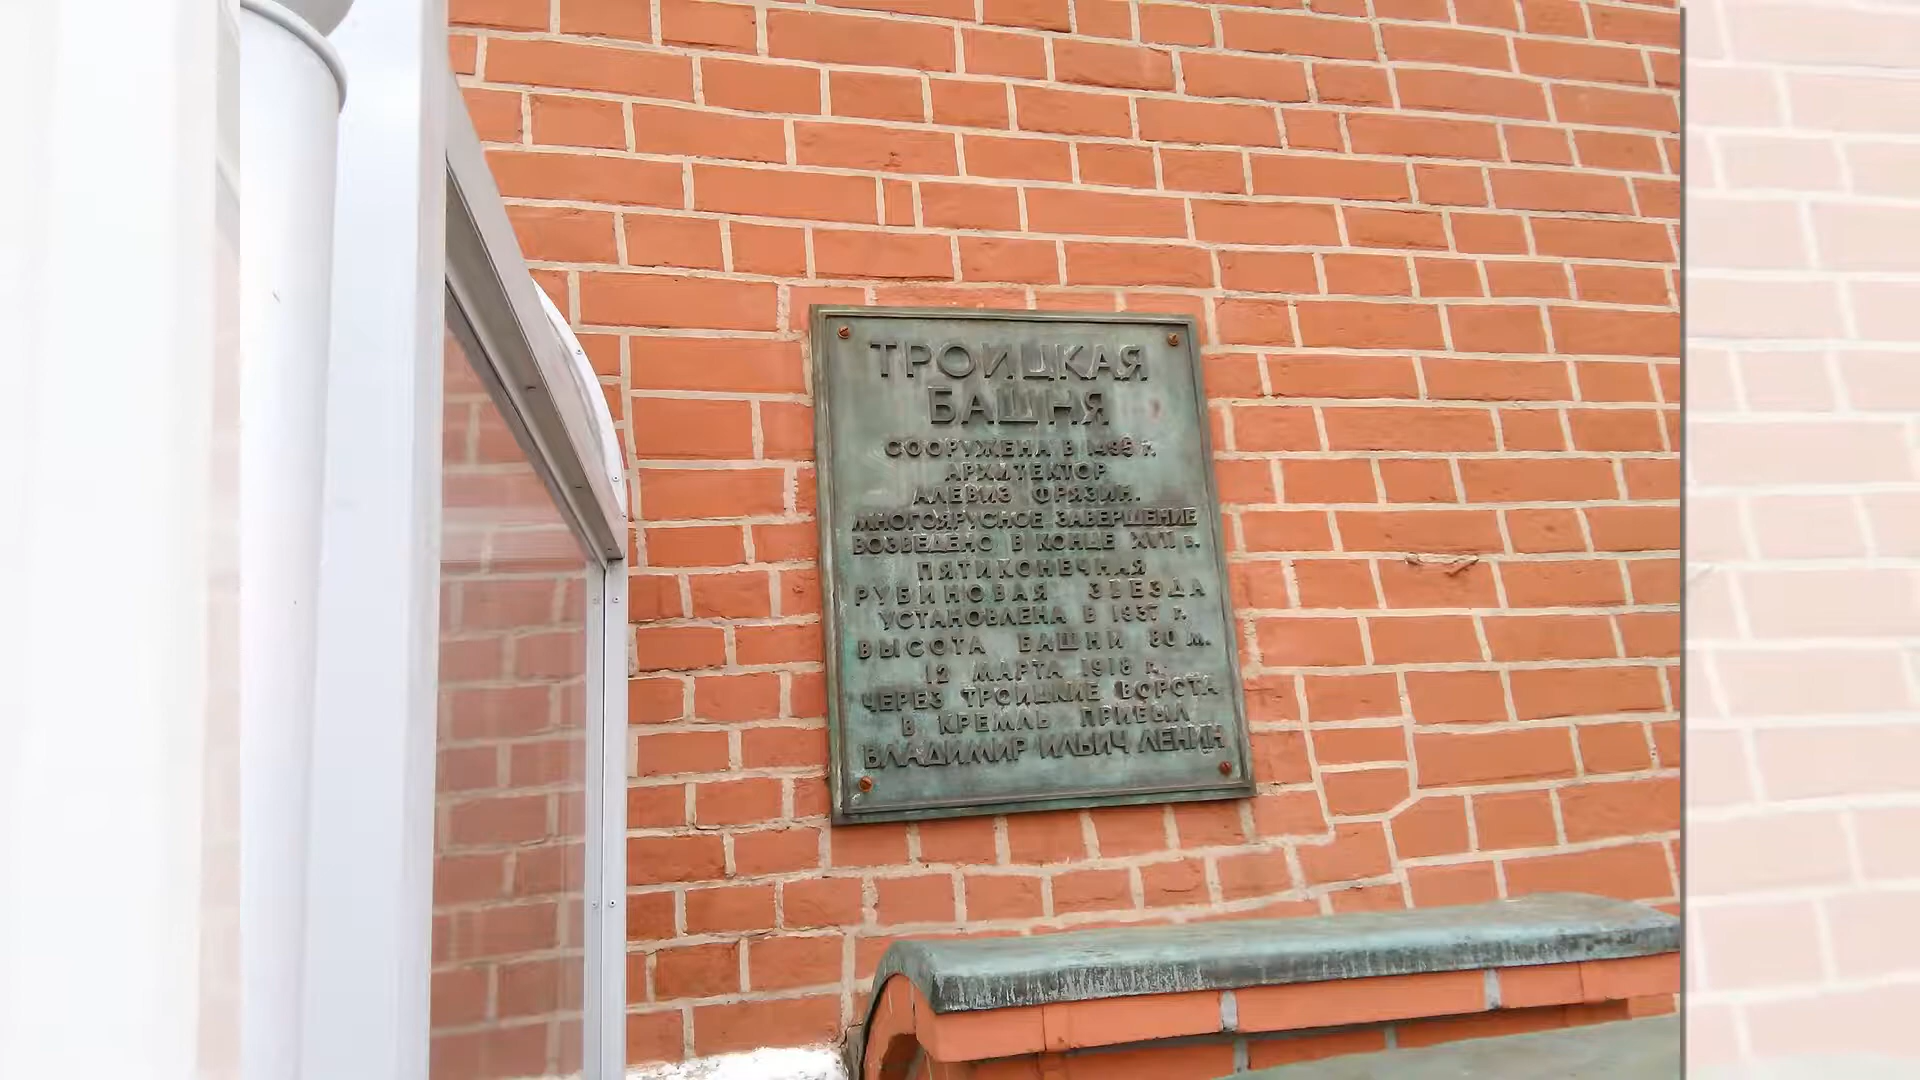 ТРОИЦКАЯ
БАШНЯ
СООРУЖЕНА В 1495 г.
АРХИТЕКТОР
АЛЕВИЗ ФРЯЗИН.
МНОГОЯРУСНОЕ ЗАВЕРШЕНИЕ
ВОЗВЕДЕНО В КОНЦЕ XVII в.
ПЯТИКОНЕЧНАЯ
РУБИНОВАЯ ЗВЕЗДА
УСТАНОВЛЕНА В 1937 г.
ВЫСОТА БАШНИ 80 м.
12 МАРТА 1918 г.
ЧЕРЕЗ ТРОИЦКИЕ ВОРОТА
В КРЕМЛЬ ПРИБЫЛ
ВЛАДИМИР ИЛЬИЧ ЛЕНИН